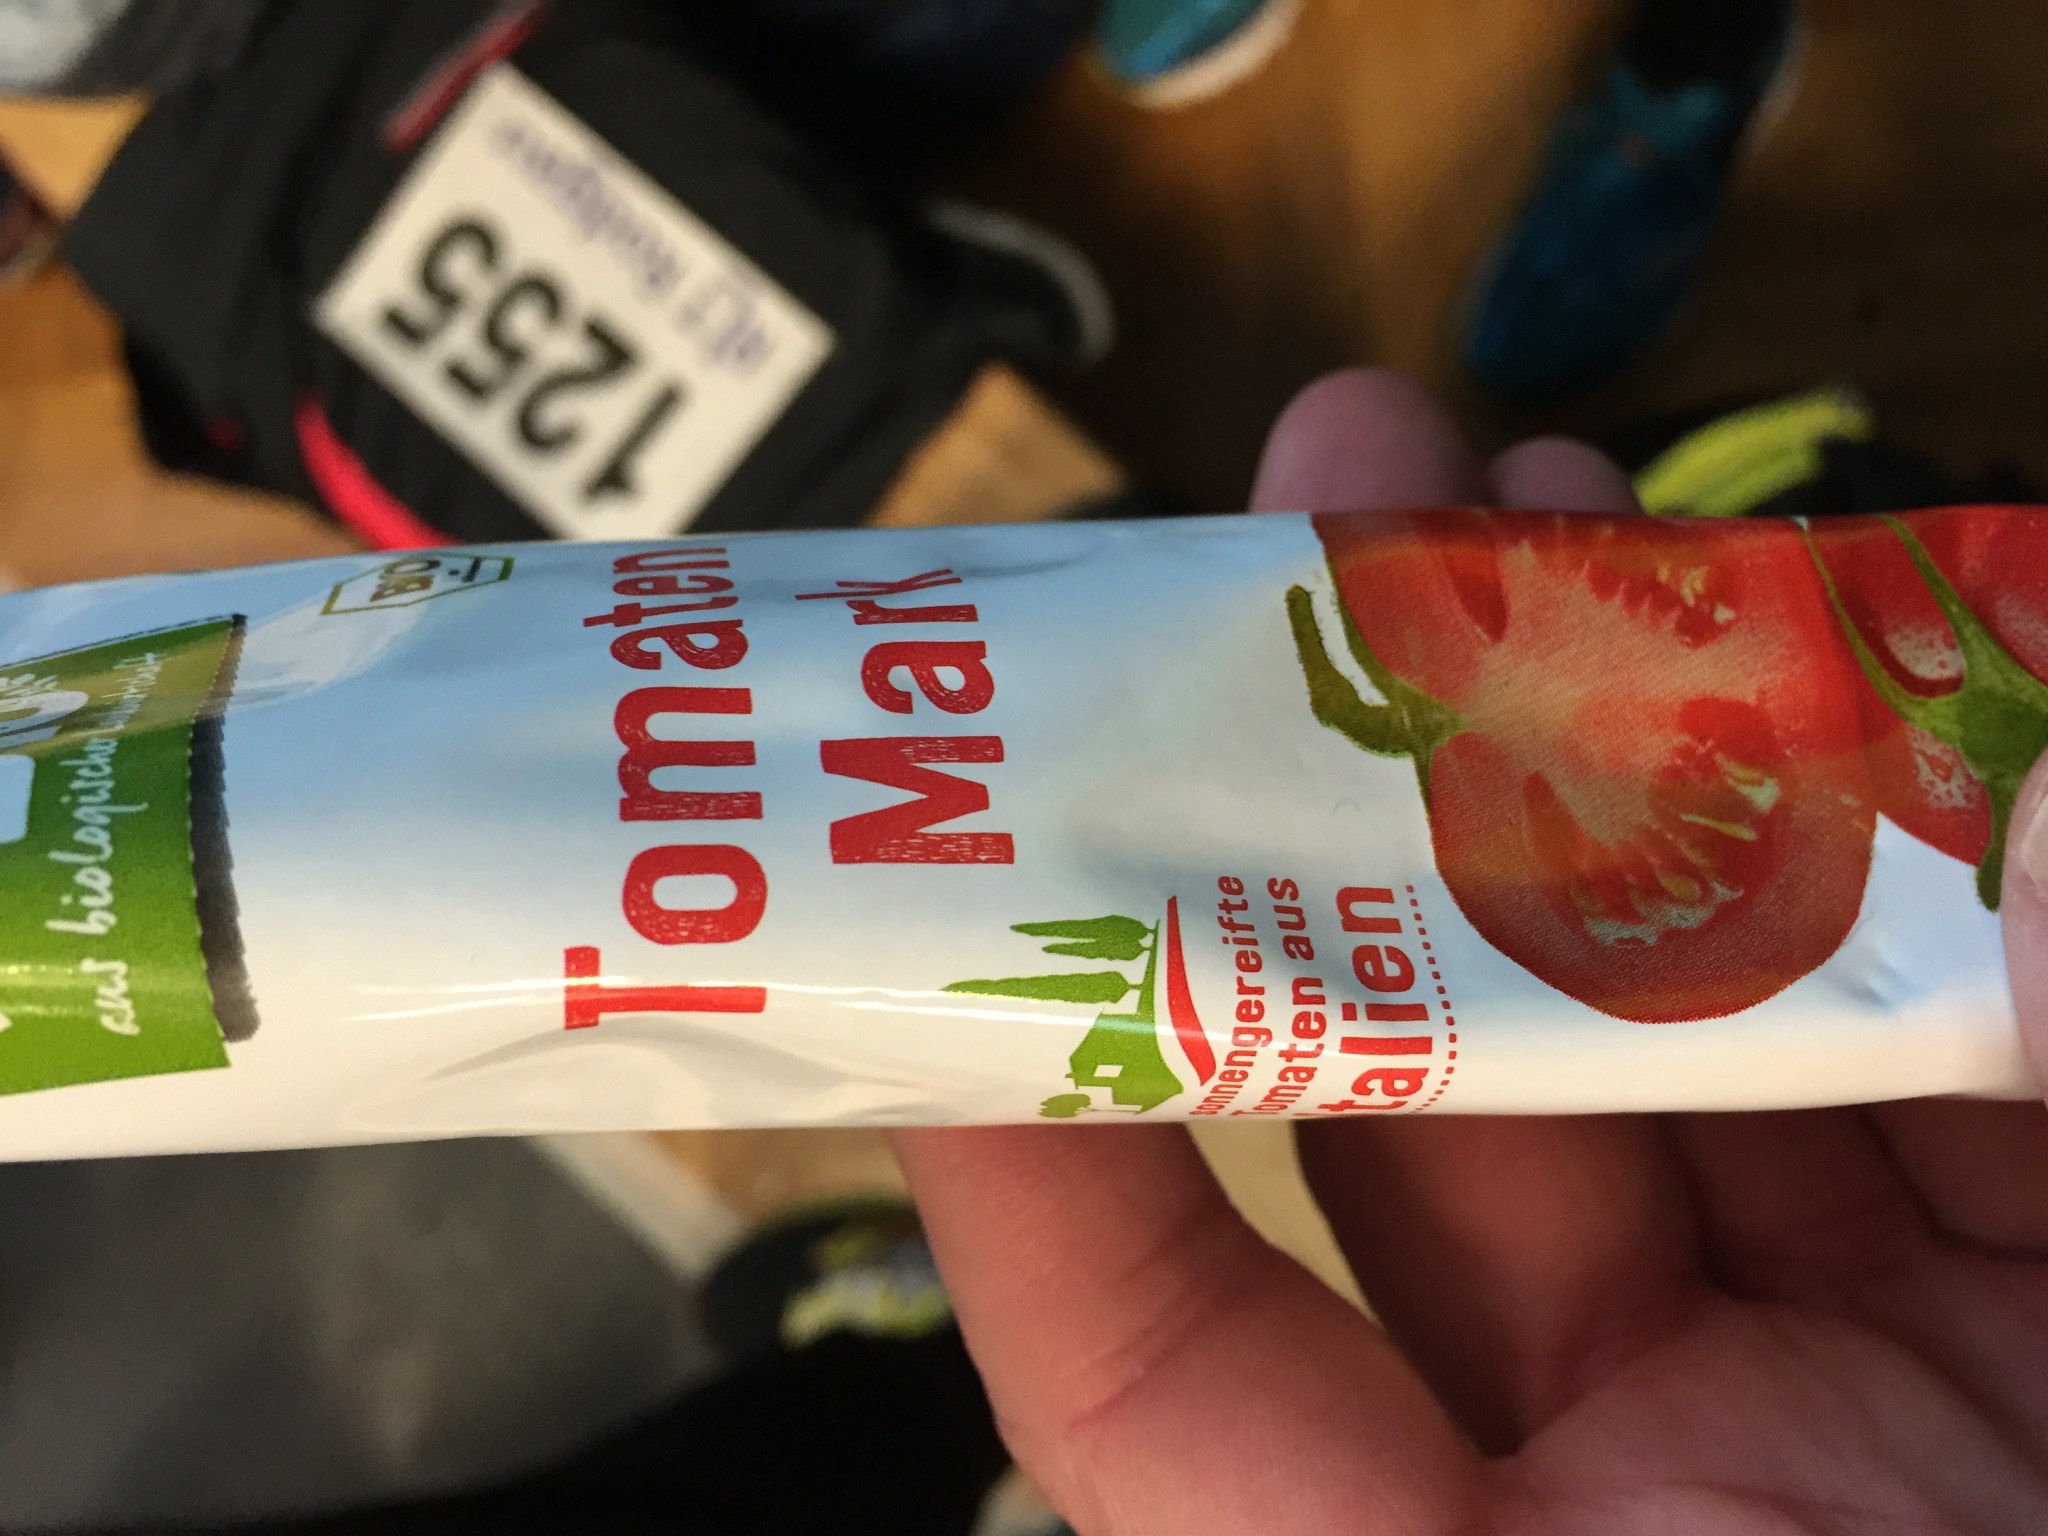 1255
BIO
aus biologischem
Tomaten
Mark
sonnengereifte
Tomaten aus
Italien